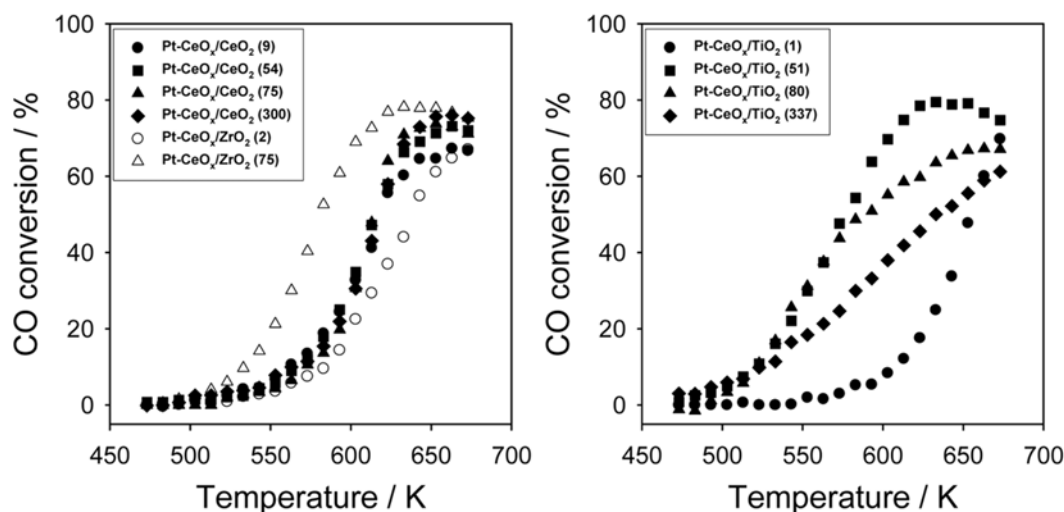 100
80
60
40
20
0
CO conversion / %
Pt-CeOₓ/CeO₂ (9)
Pt-CeOₓ/CeO₂ (54)
Pt-CeOₓ/CeO₂ (75)
Pt-CeOₓ/CeO₂ (300)
Pt-CeOₓ/ZrO₂ (2)
Pt-CeOₓ/ZrO₂ (75)
450 500 550 600 650 700
Temperature / K
100
80
60
40
20
0
CO conversion / %
Pt-CeOₓ/TiO₂ (1)
Pt-CeOₓ/TiO₂ (51)
Pt-CeOₓ/TiO₂ (80)
Pt-CeOₓ/TiO₂ (337)
450 500 550 600 650 700
Temperature / K